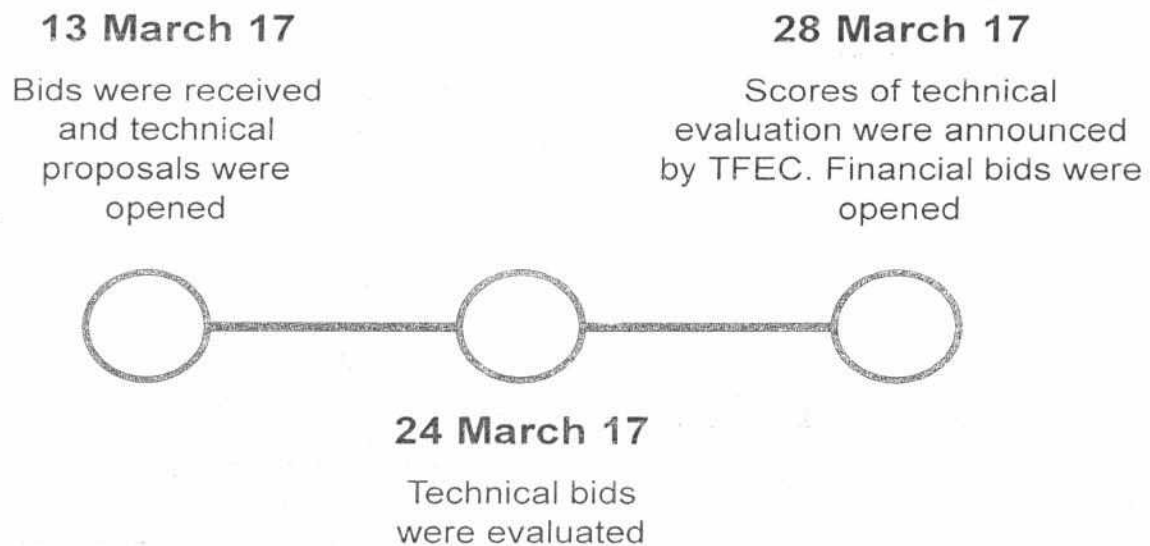 13 March 17
Bids were received
and technical
proposals were
opened
28 March 17
Scores of technical
evaluation were announced
by TFEC. Financial bids were
opened
24 March 17
Technical bids
were evaluated